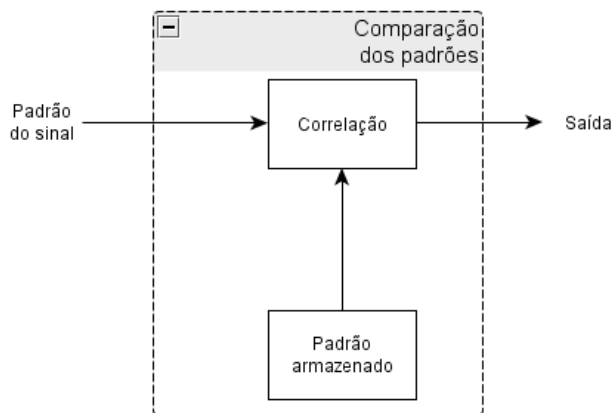 Comparação
dos padrões
Padrão
do sinal
Correlação
Saída
Padrão
armazenado